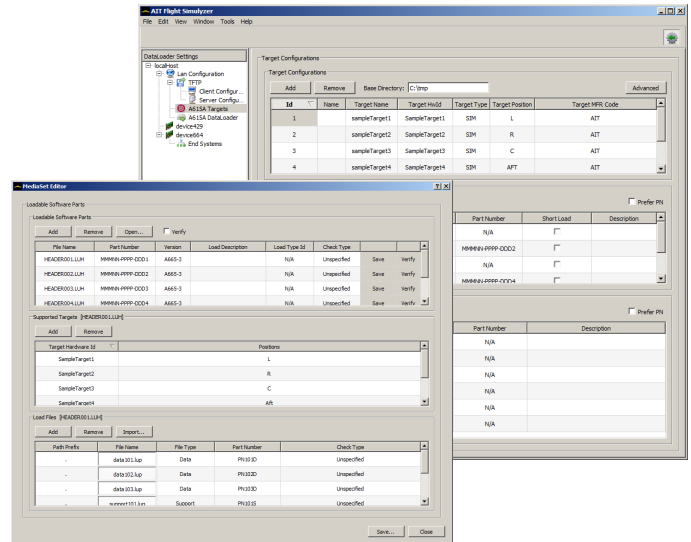 AIT Flight Simulyzer
File Edit View Window Tools Help
DataLoader Settings
localHost
Lan Configuration
TFTP
Client Configur...
Server Configu...
A615A Targets
A615A DataLoader
device429
device664
End Systems
Target Configurations
Target Configurations
Add Remove Base Directory: C:\tmp Advanced
Id Name Target Name Target HwId Target Type Target Position Target MFR Code
1 sampleTarget1 SampleTarget1 SIM L AIT
2 sampleTarget2 SampleTarget2 SIM R AIT
3 sampleTarget3 SampleTarget3 SIM C AIT
4 sampleTarget4 SampleTarget4 SIM AFT AIT
Prefer PN
Part Number Short Load Description
N/A
MMMNN-PPPP-DDD2
N/A
MMMNN-PPPP-DDD4
Prefer PN
Part Number Description
N/A
N/A
N/A
N/A
N/A
N/A
MediaSet Editor
Loadable Software Parts
Loadable Software Parts
Add Remove Open... Verify
File Name Part Number Version Load Description Load Type Id Check Type
HEADER001.LUH MMMNN-PPPP-DDD1 A665-3 N/A Unspecified Save Verify
HEADER002.LUH MMMNN-PPPP-DDD2 A665-3 N/A Unspecified Save Verify
HEADER003.LUH MMMNN-PPPP-DDD3 A665-3 N/A Unspecified Save Verify
HEADER004.LUH MMMNN-PPPP-DDD4 A665-3 N/A Unspecified Save Verify
Supported Targets [HEADER001.LUH]
Add Remove
Target Hardware Id Positions
SampleTarget1 L
SampleTarget2 R
SampleTarget3 C
SampleTarget4 Aft
Load Files [HEADER001.LUH]
Add Remove Import...
Path Prefix File Name File Type Part Number Check Type
. data101.lup Data PN101D Unspecified
. data102.lup Data PN102D Unspecified
. data103.lup Data PN103D Unspecified
. support101.lup Support PN101S Unspecified
Save... Close